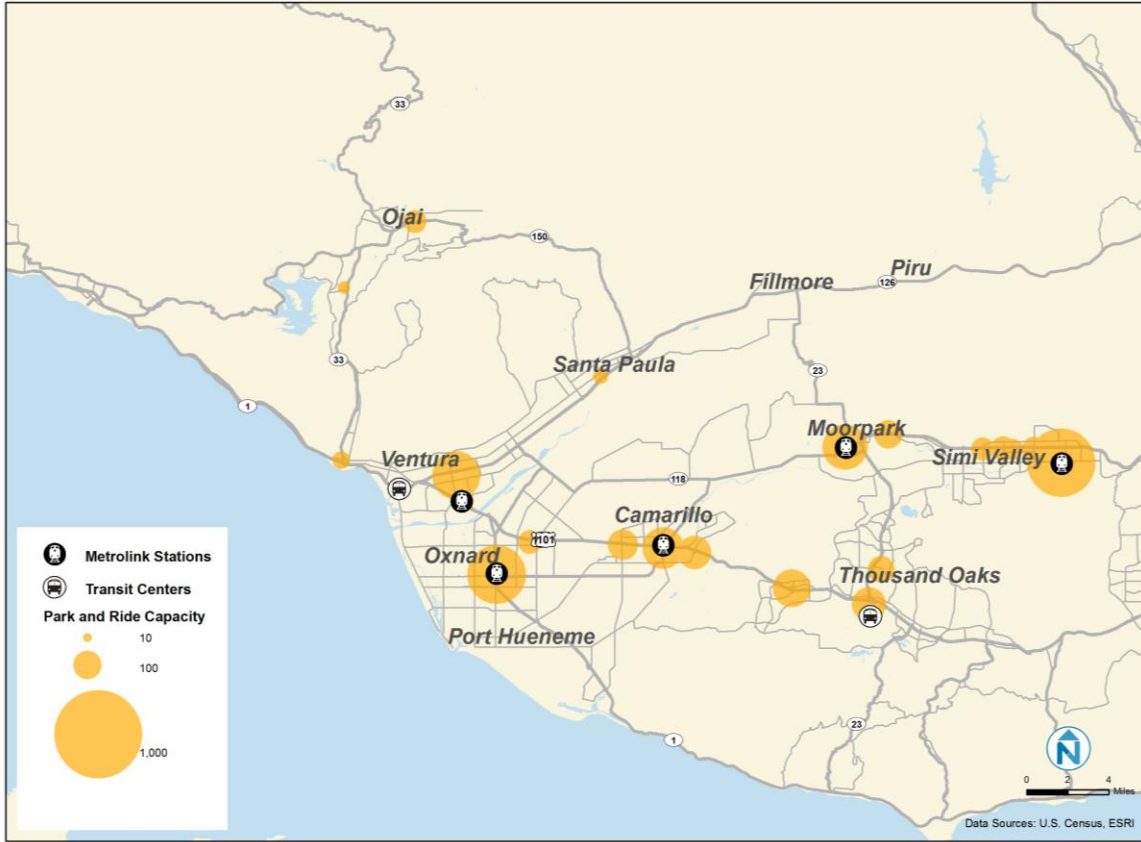 33
Ojai
150
Piru
Fillmore
126
33
Santa Paula
23
1
Moorpark
Ventura
Simi Valley
118
Camarillo
101
Oxnard
Thousand Oaks
Port Hueneme
1
23
Metrolink Stations
Transit Centers
Park and Ride Capacity
10
100
1,000
N
0 2 4
Miles
Data Sources: U.S. Census, ESRI